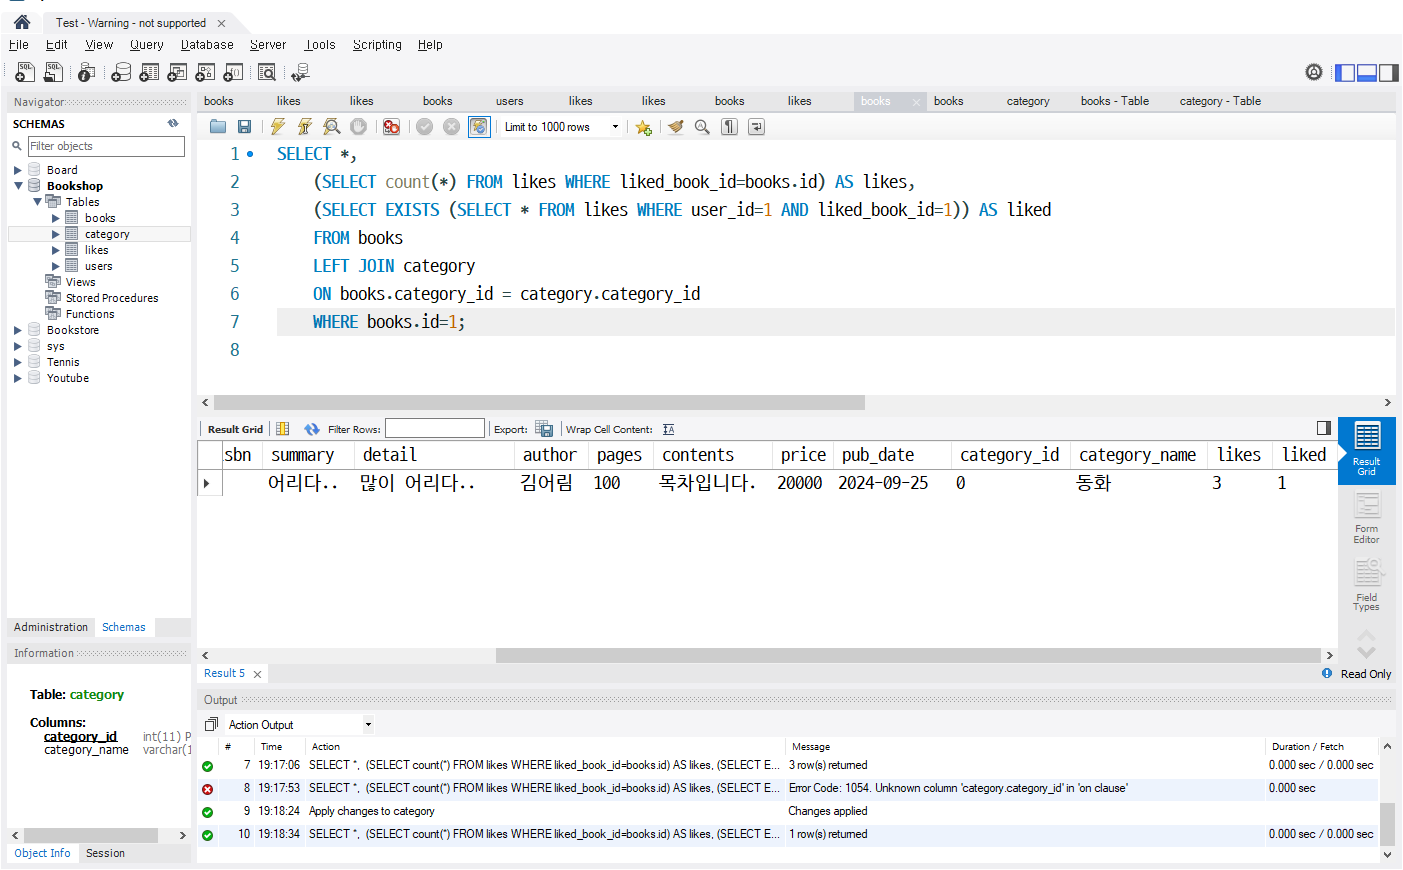 Test - Warning - not supported
File Edit View Query Database Server Tools Scripting Help
Navigator
SCHEMAS
Filter objects
Board
Bookshop
Tables
books
category
likes
users
Views
Stored Procedures
Functions
Bookstore
sys
Tennis
Youtube
Administration Schemas
Information
Table: category
Columns:
category_id int(11) P
category_name varchar(1
Object Info Session
books likes likes books users likes likes books likes books books category books - Table category - Table
Limit to 1000 rows
1 SELECT *,
2 (SELECT count(*) FROM likes WHERE liked_book_id=books.id) AS likes,
3 (SELECT EXISTS (SELECT * FROM likes WHERE user_id=1 AND liked_book_id=1)) AS liked
4 FROM books
5 LEFT JOIN category
6 ON books.category_id = category.category_id
7 WHERE books.id=1;
8
Result Grid Filter Rows: Export: Wrap Cell Content:
sbn summary detail author pages contents price pub_date category_id category_name likes liked
어리다.. 많이 어리다.. 김어림 100 목차입니다. 20000 2024-09-25 0 동화 3 1
Result Grid
Form Editor
Field Types
Result 5
Read Only
Output
Action Output
# Time Action Message Duration / Fetch
7 19:17:06 SELECT *, (SELECT count(*) FROM likes WHERE liked_book_id=books.id) AS likes, (SELECT E... 3 row(s) returned 0.000 sec / 0.000 sec
8 19:17:53 SELECT *, (SELECT count(*) FROM likes WHERE liked_book_id=books.id) AS likes, (SELECT E... Error Code: 1054. Unknown column 'category.category_id' in 'on clause' 0.000 sec
9 19:18:24 Apply changes to category Changes applied
10 19:18:34 SELECT *, (SELECT count(*) FROM likes WHERE liked_book_id=books.id) AS likes, (SELECT E... 1 row(s) returned 0.000 sec / 0.000 sec